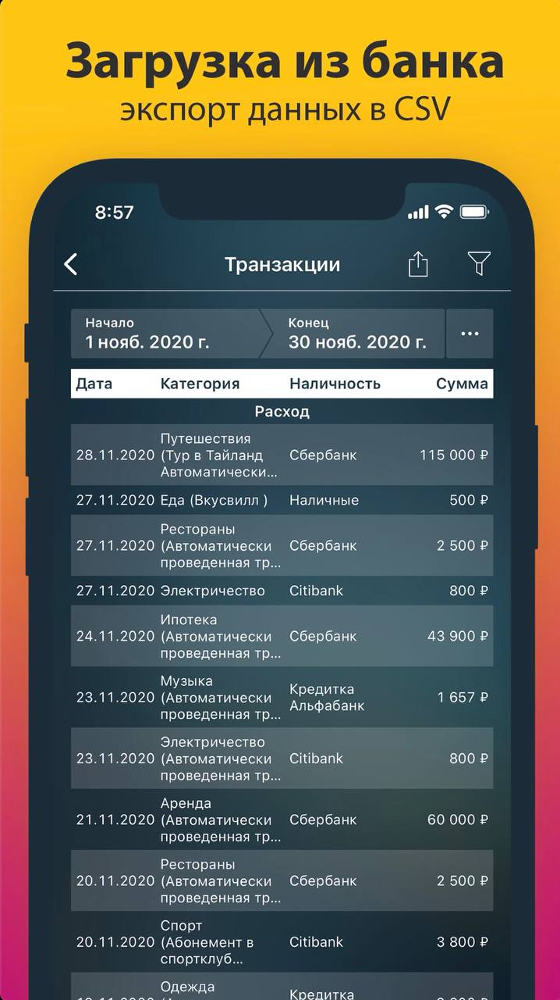 Загрузка из банка
экспорт данных в CSV
8:57
Транзакции
Начало
1 нояб. 2020 г.
Конец
30 нояб. 2020 г.
Дата Категория Наличность Сумма
Расход
Путешествия
28.11.2020 (Тур в Тайланд Сбербанк 115 000 ₽
Автоматически...
27.11.2020 Еда (Вкусвилл ) Наличные 500 ₽
Рестораны
27.11.2020 (Автоматически Сбербанк 2 500 ₽
проведенная тр...
27.11.2020 Электричество Citibank 800 ₽
Ипотека
24.11.2020 (Автоматически Сбербанк 43 900 ₽
проведенная тр...
Музыка
23.11.2020 (Автоматически Кредитка Альфабанк 1 657 ₽
проведенная тр...
Электричество
23.11.2020 (Автоматически Citibank 800 ₽
проведенная тр...
Аренда
21.11.2020 (Автоматически Сбербанк 60 000 ₽
проведенная тр...
Рестораны
20.11.2020 (Автоматически Сбербанк 2 500 ₽
проведенная тр...
Спорт
20.11.2020 (Абонемент в Citibank 3 800 ₽
спортклуб...
Одежда
Кредитка